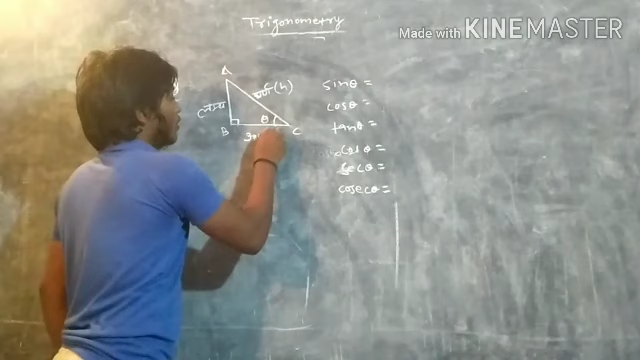 Made with KINEMASTER
Trigonometry
A
(h)
θ
B
C
sinθ =
cosθ =
tanθ =
cotθ =
secθ =
cosecθ =